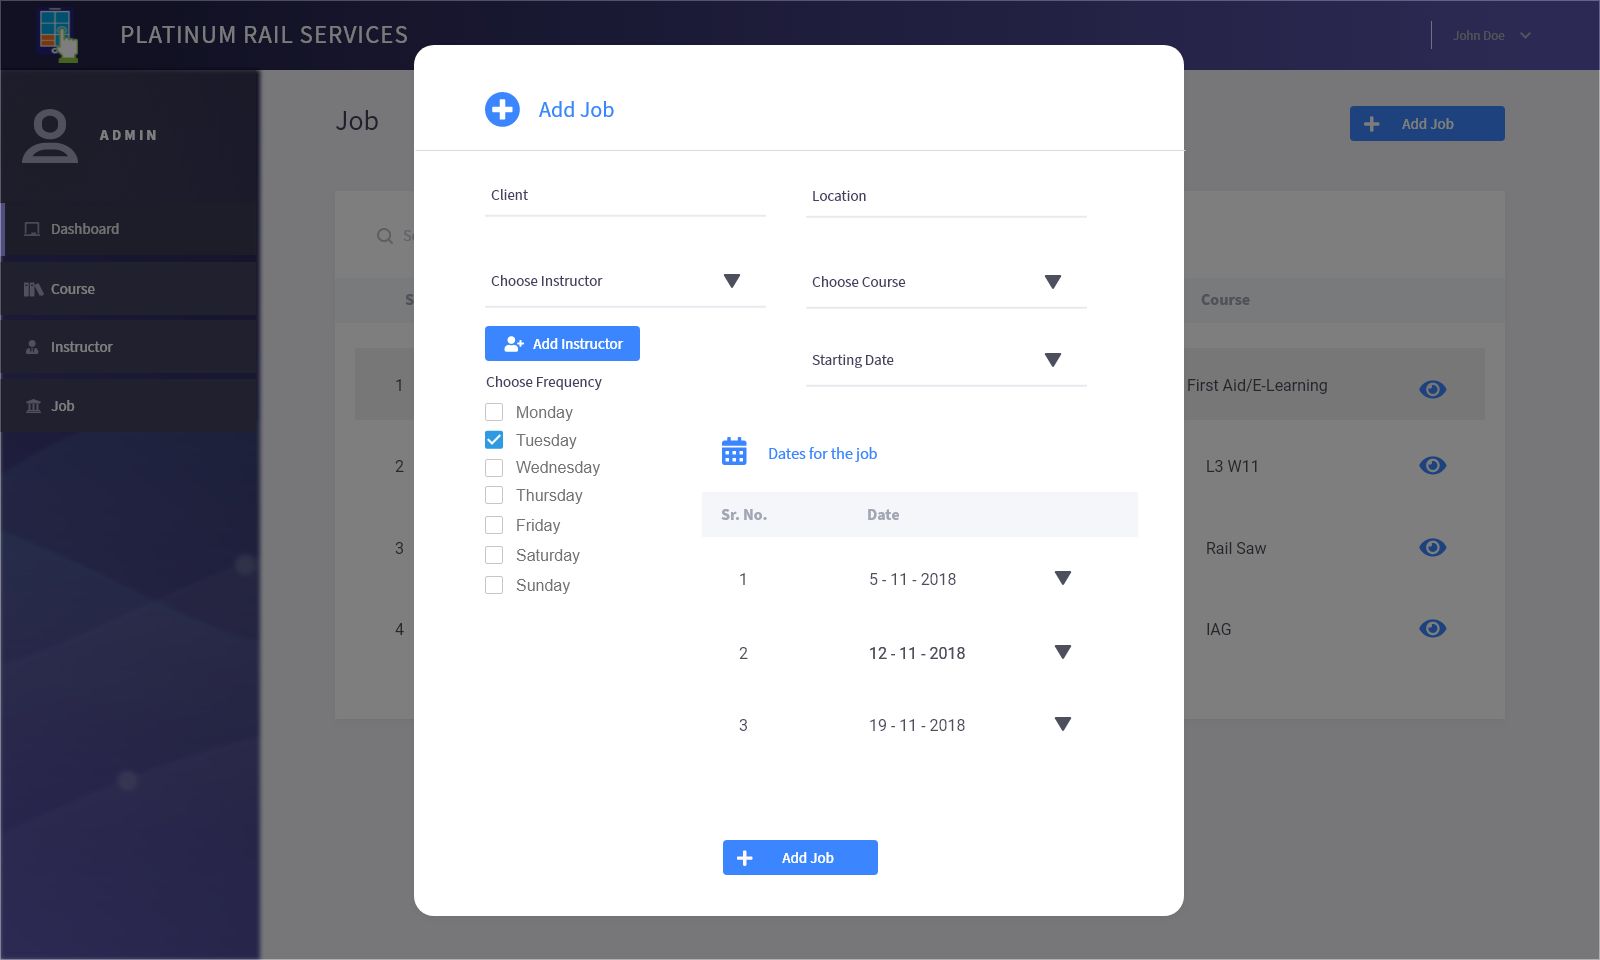 PLATINUM RAIL SERVICES
John Doe
ADMIN
Dashboard
Course
Instructor
Job
Job
Add Job
Course
1 First Aid/E-Learning
2 L3 W11
3 Rail Saw
4 IAG
Add Job
Client
Location
Choose Instructor
Choose Course
Add Instructor
Starting Date
Choose Frequency
Monday
Tuesday
Wednesday
Thursday
Friday
Saturday
Sunday
Dates for the job
Sr. No. Date
1 5 - 11 - 2018
2 12 - 11 - 2018
3 19 - 11 - 2018
Add Job